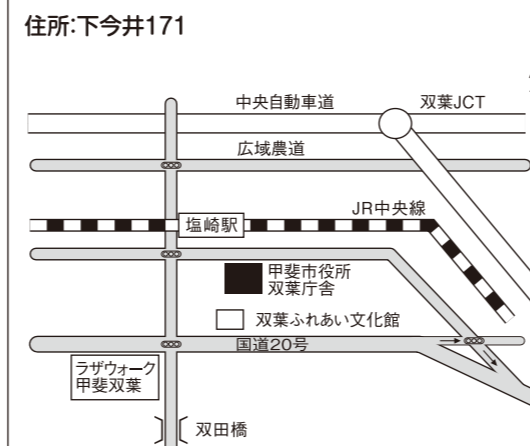 住所:下今井171
中央自動車道
双葉JCT
広域農道
JR中央線
塩崎駅
甲斐市役所
双葉庁舎
双葉ふれあい文化館
国道20号
ラザウォーク
甲斐双葉
双田橋